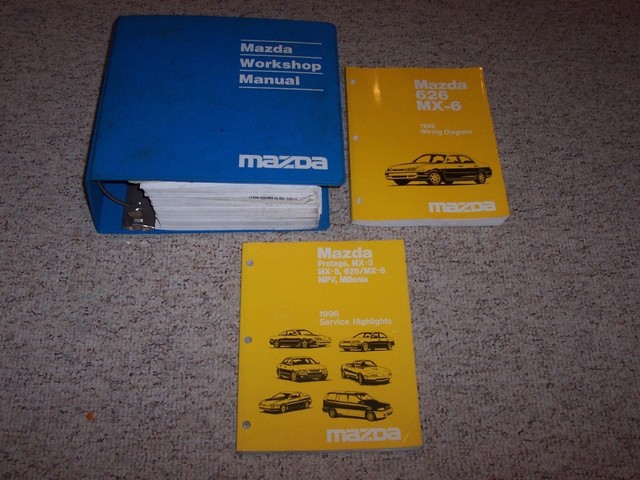 Mazda
Workshop
Manual
mazda
Mazda
626
MX-6
1996
Wiring Diagram
mazda
Mazda
Protegé, MX-3
MX-5, 626/MX-6
MPV, Millenia
1996
Service Highlights
mazda